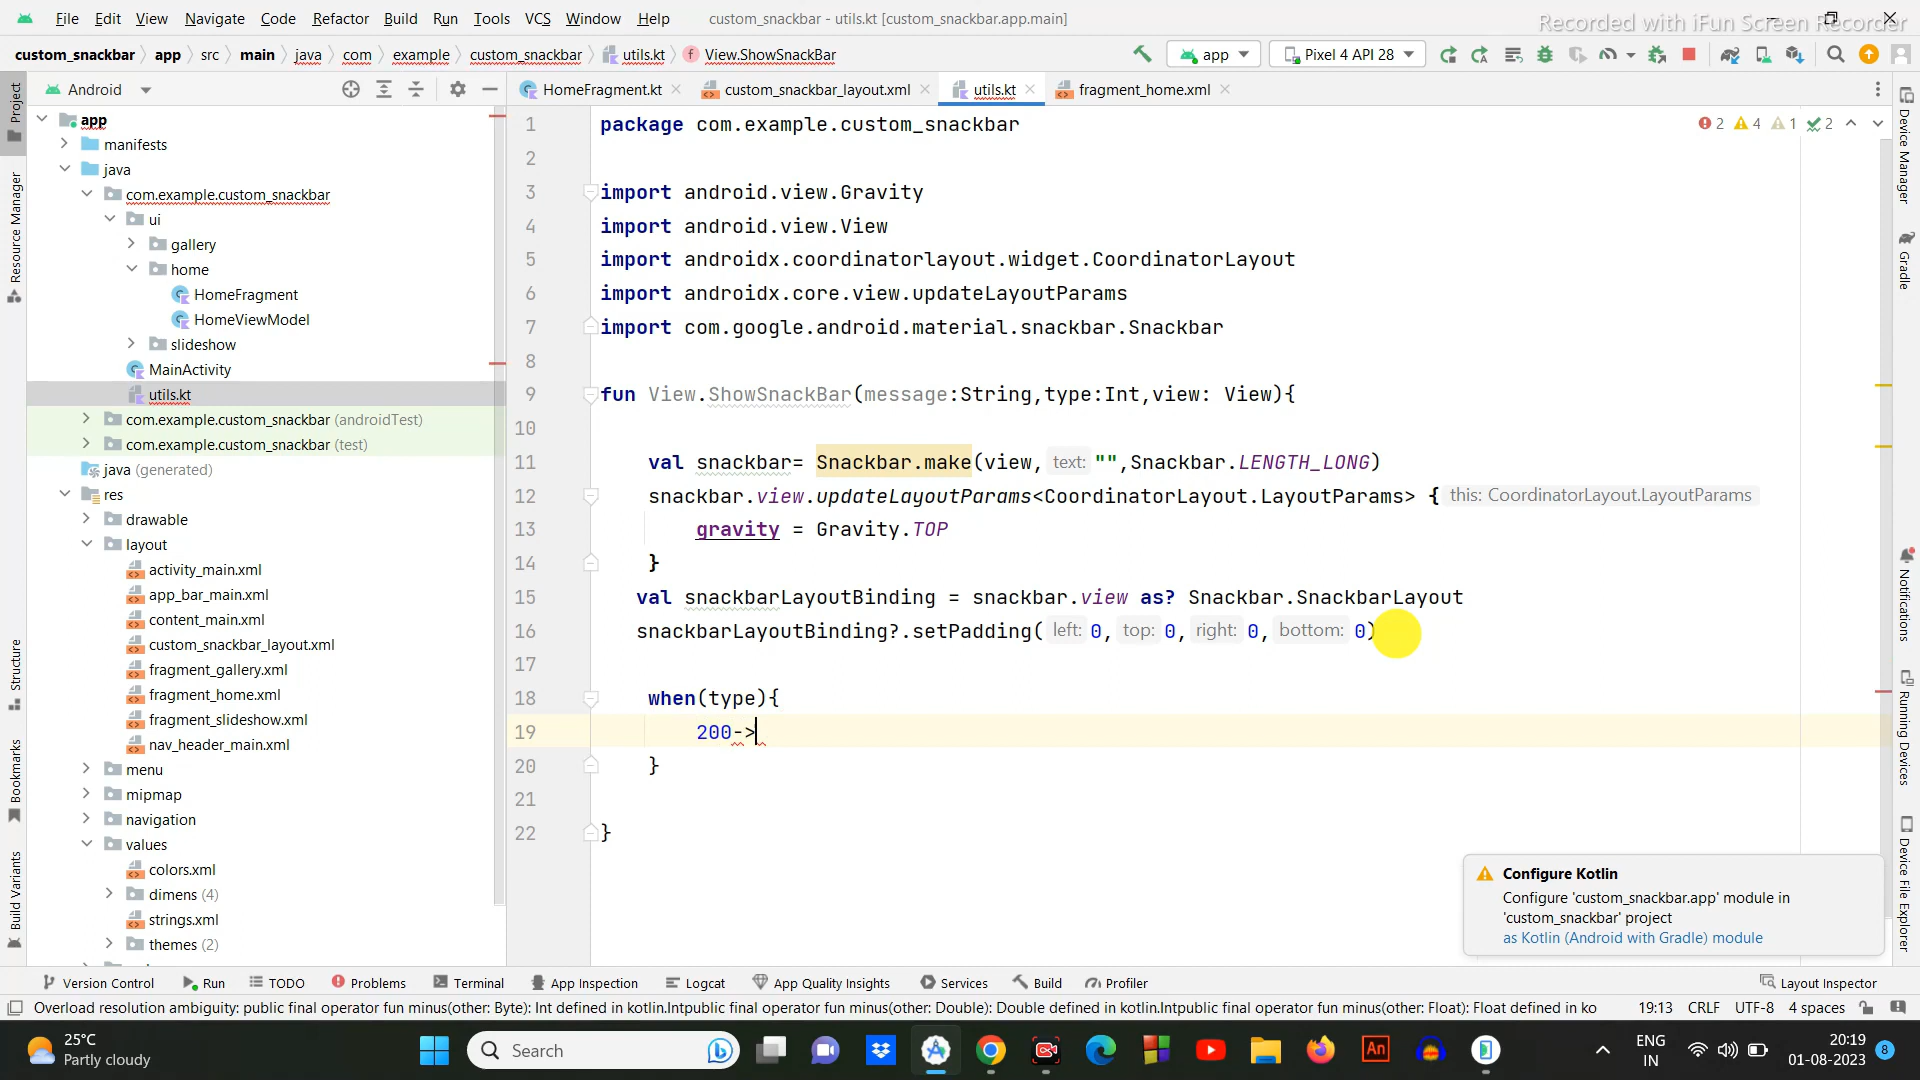 File Edit View Navigate Code Refactor Build Run Tools VCS Window Help custom_snackbar - utils.kt [custom_snackbar.app.main]
Recorded with iFun Screen Recorder
custom_snackbar app src main java com example custom_snackbar utils.kt View.ShowSnackBar app Pixel 4 API 28
Android
HomeFragment.kt custom_snackbar_layout.xml utils.kt fragment_home.xml
Project
Resource Manager
Structure
Bookmarks
Build Variants
app
manifests
java
com.example.custom_snackbar
ui
gallery
home
HomeFragment
HomeViewModel
slideshow
MainActivity
utils.kt
com.example.custom_snackbar (androidTest)
com.example.custom_snackbar (test)
java (generated)
res
drawable
layout
activity_main.xml
app_bar_main.xml
content_main.xml
custom_snackbar_layout.xml
fragment_gallery.xml
fragment_home.xml
fragment_slideshow.xml
nav_header_main.xml
menu
mipmap
navigation
values
colors.xml
dimens (4)
strings.xml
themes (2)
2 4 1 2
1 package com.example.custom_snackbar
2
3 import android.view.Gravity
4 import android.view.View
5 import androidx.coordinatorlayout.widget.CoordinatorLayout
6 import androidx.core.view.updateLayoutParams
7 import com.google.android.material.snackbar.Snackbar
8
9 fun View.ShowSnackBar(message:String,type:Int,view: View){
10
11 val snackbar= Snackbar.make(view, text: "",Snackbar.LENGTH_LONG)
12 snackbar.view.updateLayoutParams<CoordinatorLayout.LayoutParams> { this: CoordinatorLayout.LayoutParams
13 gravity = Gravity.TOP
14 }
15 val snackbarLayoutBinding = snackbar.view as? Snackbar.SnackbarLayout
16 snackbarLayoutBinding?.setPadding( left: 0, top: 0, right: 0, bottom: 0)
17
18 when(type){
19 200->
20 }
21
22 }
Device Manager
Gradle
Notifications
Running Devices
Device File Explorer
Configure Kotlin
Configure 'custom_snackbar.app' module in
'custom_snackbar' project
as Kotlin (Android with Gradle) module
Version Control Run TODO Problems Terminal App Inspection Logcat App Quality Insights Services Build Profiler Layout Inspector
Overload resolution ambiguity: public final operator fun minus(other: Byte): Int defined in kotlin.Intpublic final operator fun minus(other: Double): Double defined in kotlin.Intpublic final operator fun minus(other: Float): Float defined in ko 19:13 CRLF UTF-8 4 spaces
25°C
Partly cloudy
Search
An
ENG
IN
20:19
01-08-2023
8